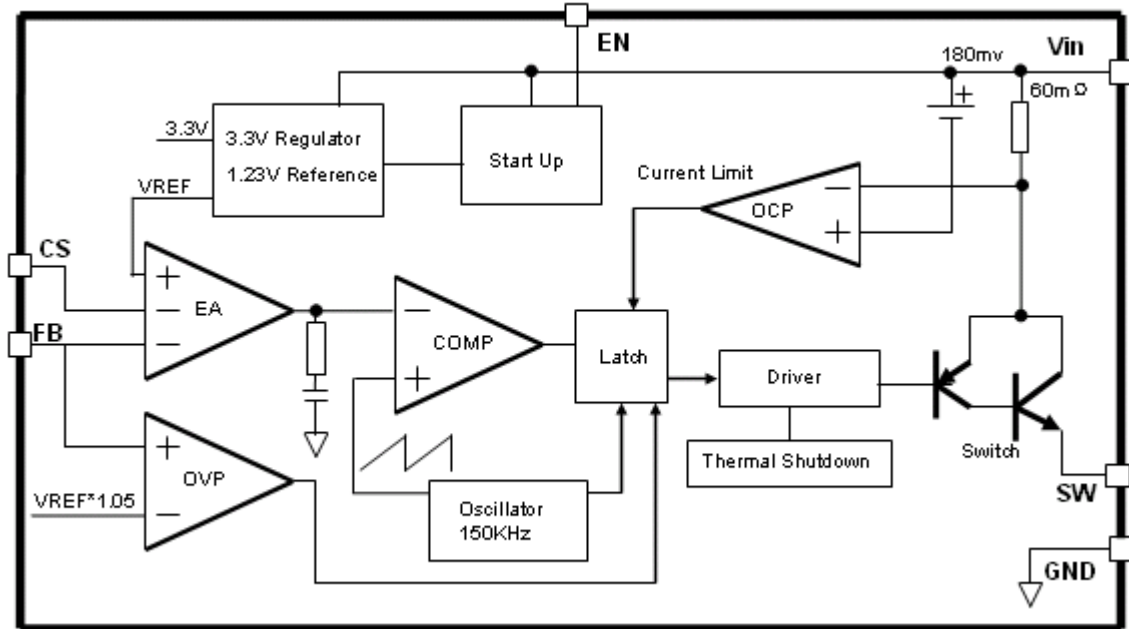 EN
180mv
Vin
60mΩ
3.3V
3.3V Regulator
1.23V Reference
Start Up
VREF
Current Limit
OCP
−
+
+
CS
+
−
−
EA
FB
−
+
COMP
Latch
Driver
Thermal Shutdown
Switch
+
−
OVP
VREF*1.05
Oscillator
150KHz
SW
GND